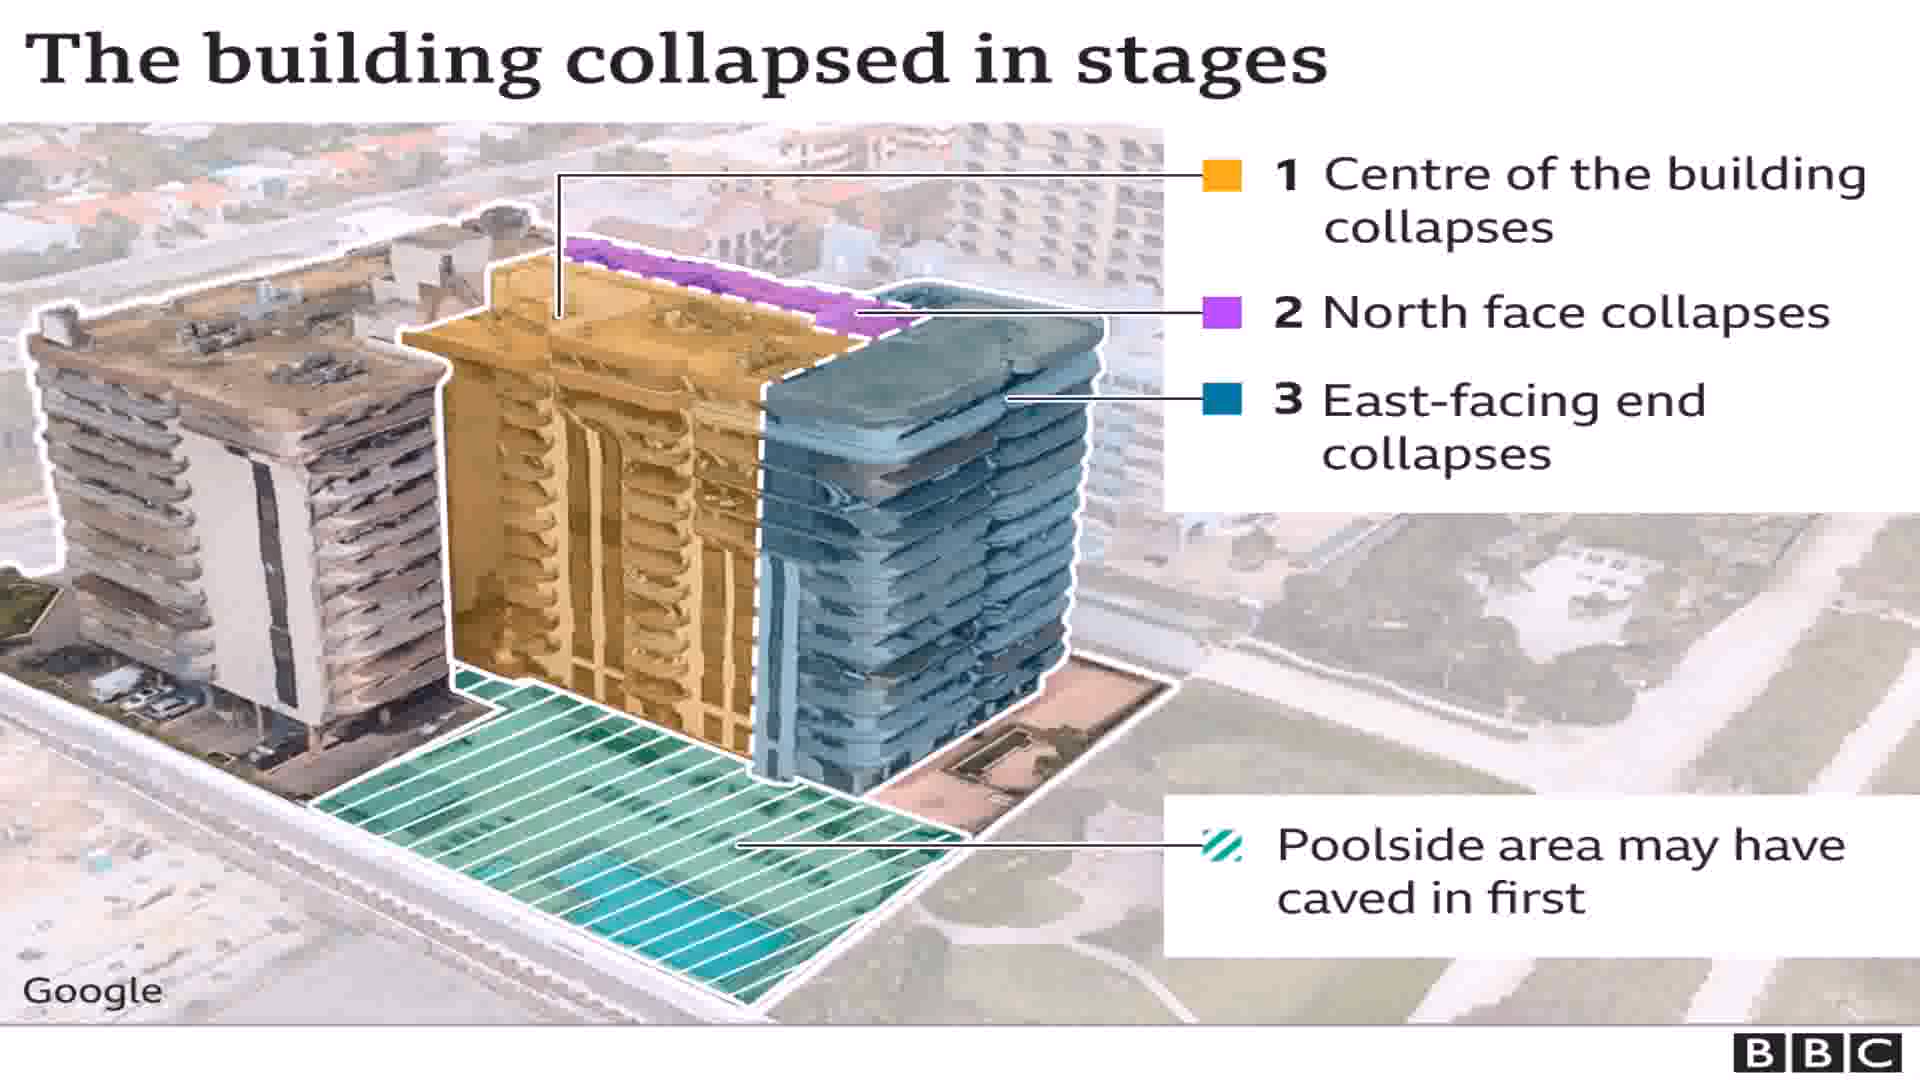 The building collapsed in stages
1 Centre of the building
collapses
2 North face collapses
3 East-facing end
collapses
Poolside area may have
caved in first
Google
BBC